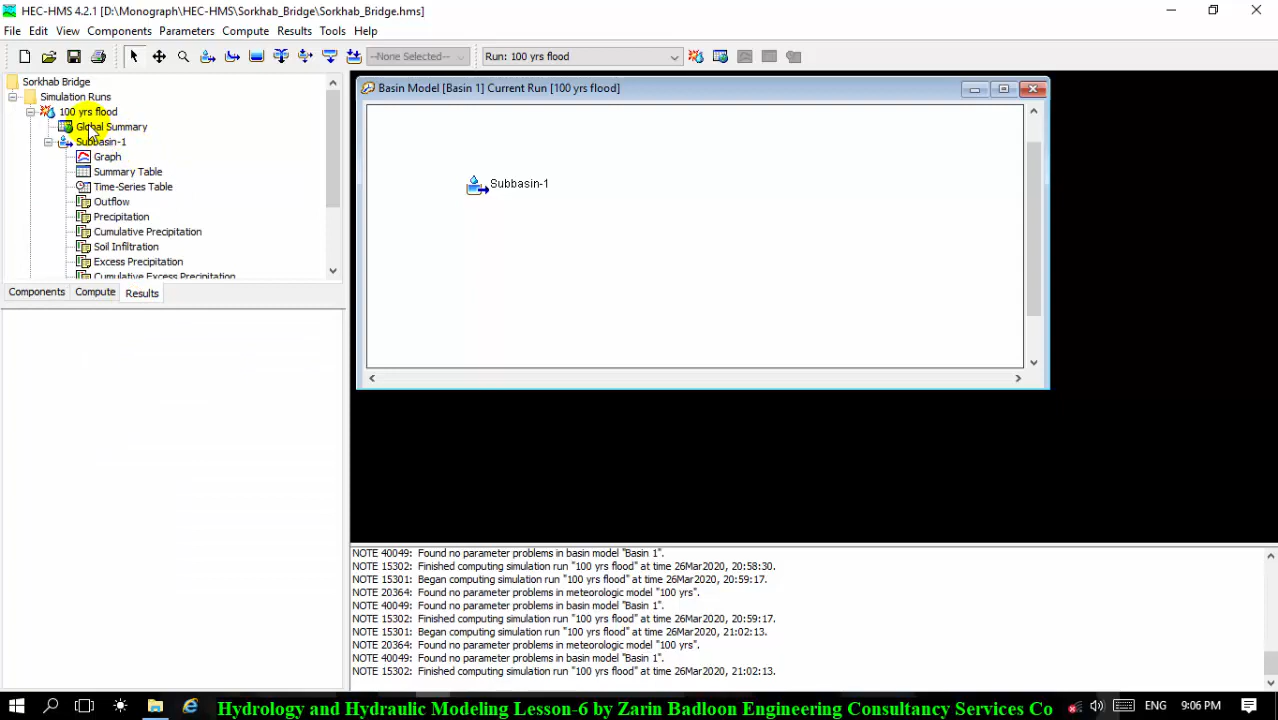 HEC-HMS 4.2.1 [D:\Monograph\HEC-HMS\Sorkhab_Bridge\Sorkhab_Bridge.hms]
File Edit View Components Parameters Compute Results Tools Help
--None Selected-- Run: 100 yrs flood
Sorkhab Bridge
Simulation Runs
100 yrs flood
Global Summary
Subbasin-1
Graph
Summary Table
Time-Series Table
Outflow
Precipitation
Cumulative Precipitation
Soil Infiltration
Excess Precipitation
Cumulative Excess Precipitation
Components Compute Results
Basin Model [Basin 1] Current Run [100 yrs flood]
Subbasin-1
NOTE 40049: Found no parameter problems in basin model "Basin 1".
NOTE 15302: Finished computing simulation run "100 yrs flood" at time 26Mar2020, 20:58:30.
NOTE 15301: Began computing simulation run "100 yrs flood" at time 26Mar2020, 20:59:17.
NOTE 20364: Found no parameter problems in meteorologic model "100 yrs".
NOTE 40049: Found no parameter problems in basin model "Basin 1".
NOTE 15302: Finished computing simulation run "100 yrs flood" at time 26Mar2020, 20:59:17.
NOTE 15301: Began computing simulation run "100 yrs flood" at time 26Mar2020, 21:02:13.
NOTE 20364: Found no parameter problems in meteorologic model "100 yrs".
NOTE 40049: Found no parameter problems in basin model "Basin 1".
NOTE 15302: Finished computing simulation run "100 yrs flood" at time 26Mar2020, 21:02:13.
Hydrology and Hydraulic Modeling Lesson-6 by Zarin Badloon Engineering Consultancy Services Co
ENG 9:06 PM